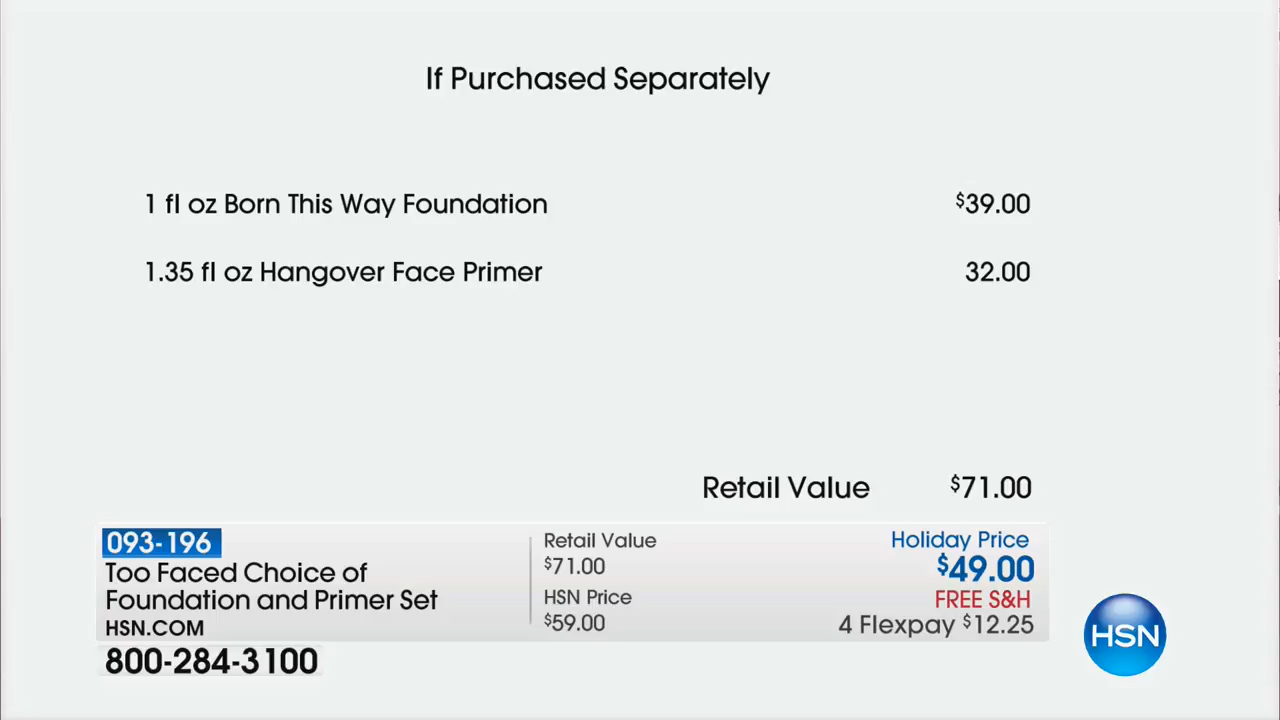 If Purchased Separately
1 fl oz Born This Way Foundation $39.00
1.35 fl oz Hangover Face Primer 32.00
Retail Value $71.00
093-196
Too Faced Choice of
Foundation and Primer Set
HSN.COM
800-284-3100
Retail Value
$71.00
HSN Price
$59.00
Holiday Price
$49.00
FREE S&H
4 Flexpay $12.25
HSN